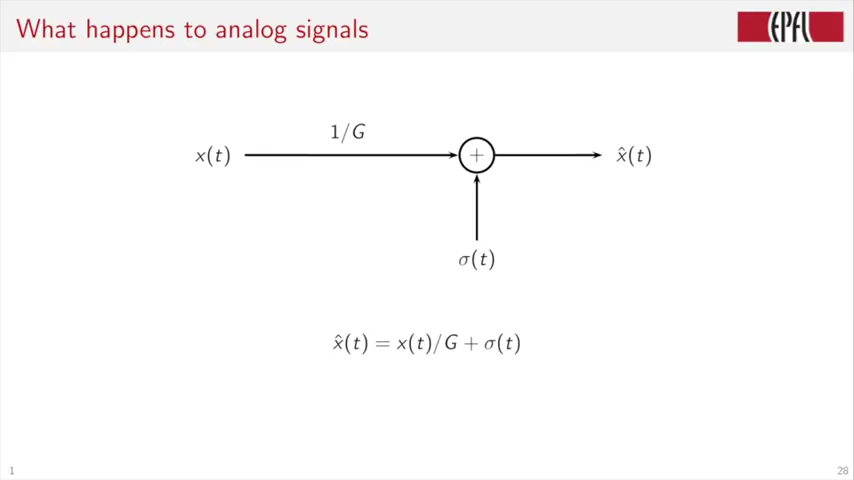 What happens to analog signals
EPFL
1/G
x(t)
+
x̂(t)
σ(t)
x̂(t) = x(t)/G + σ(t)
1
28